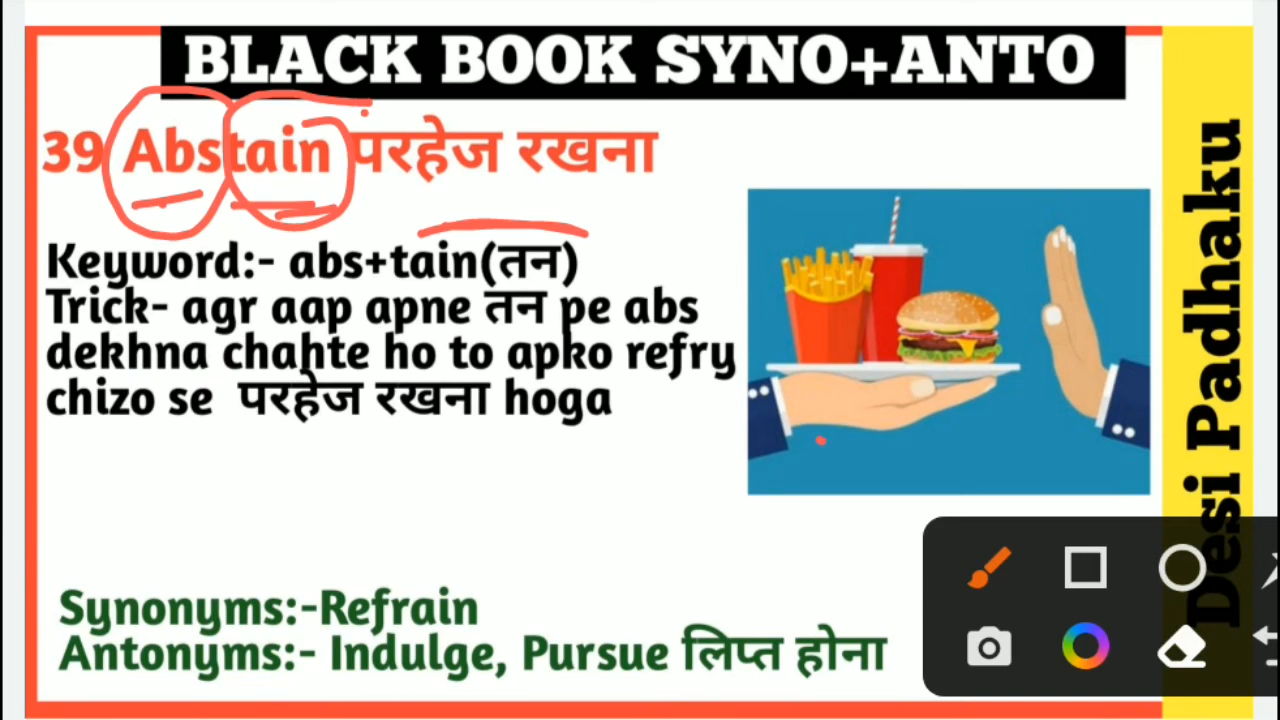 BLACK BOOK SYNO+ANTO
39 Abstain परहेज रखना
Keyword:- abs+tain(तन)
Trick- agr aap apne तन pe abs
dekhna chahte ho to apko refry
chizo se परहेज रखना hoga
Synonyms:-Refrain
Antonyms:- Indulge, Pursue लिप्त होना
Desi Padhaku